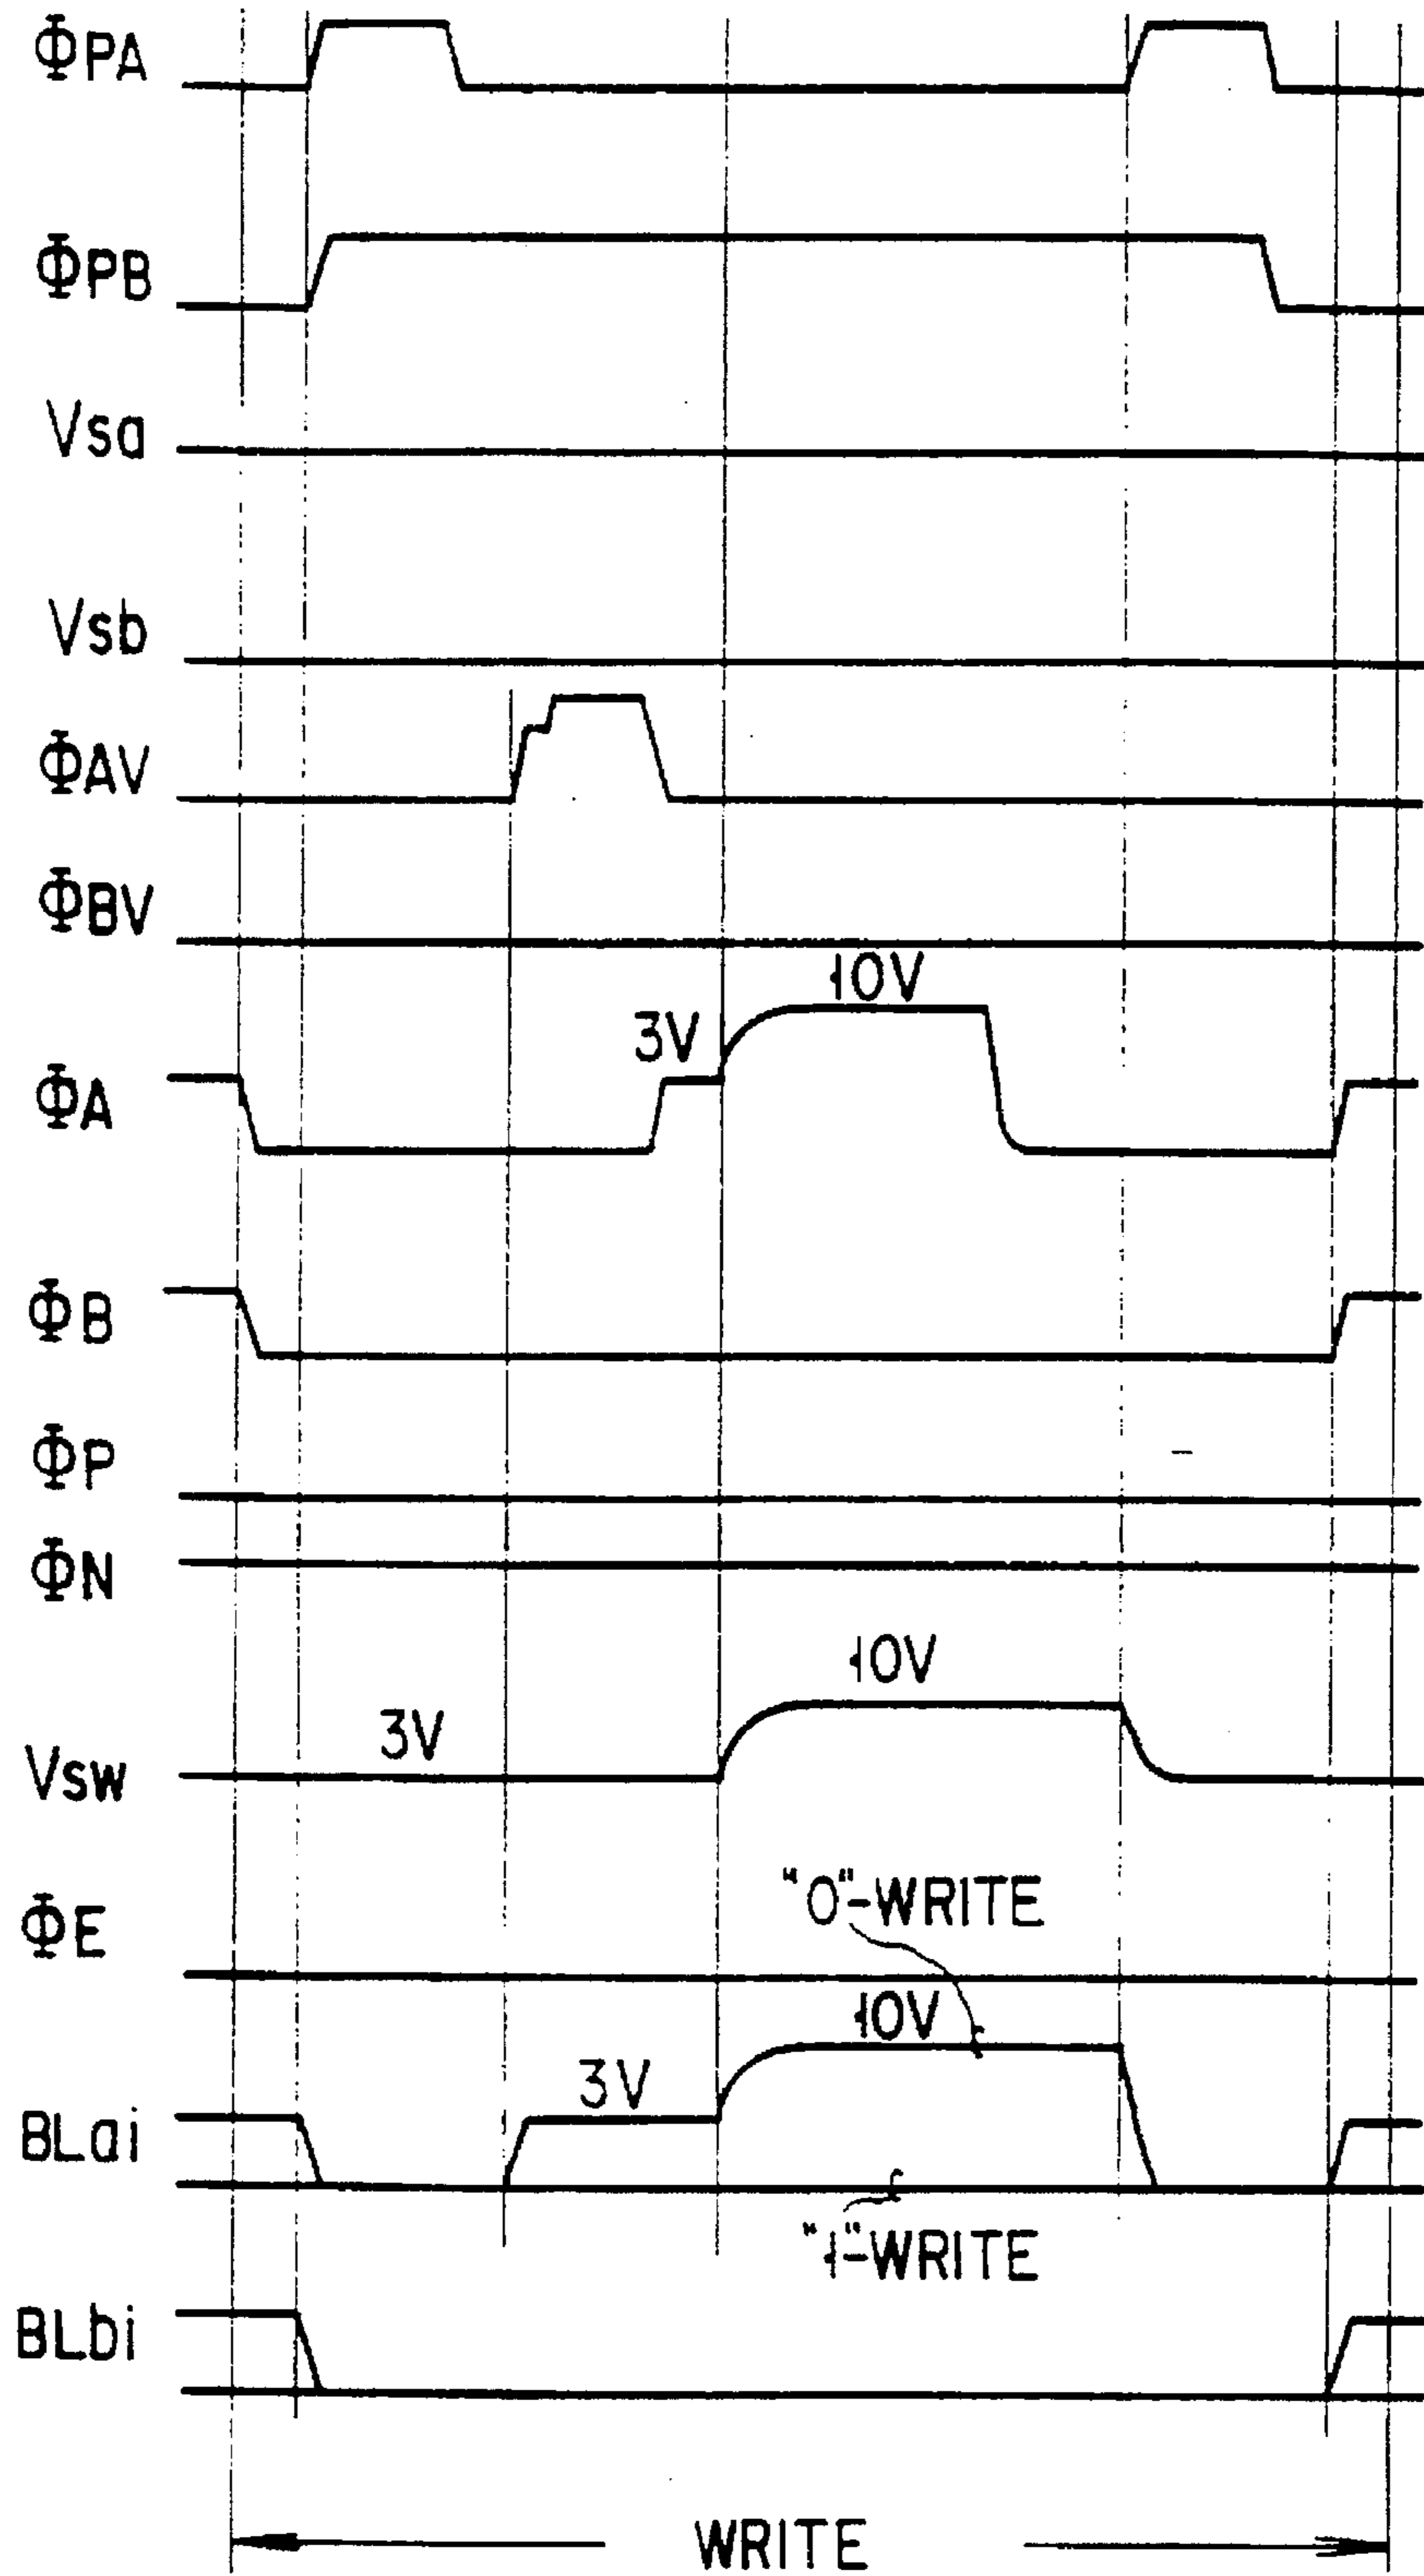 ΦPA
ΦPB
Vsa
Vsb
ΦAV
ΦBV
10V
3V
ΦA
ΦB
ΦP
ΦN
10V
3V
Vsw
"0"-WRITE
ΦE
10V
3V
BLai
"1"-WRITE
BLbi
WRITE